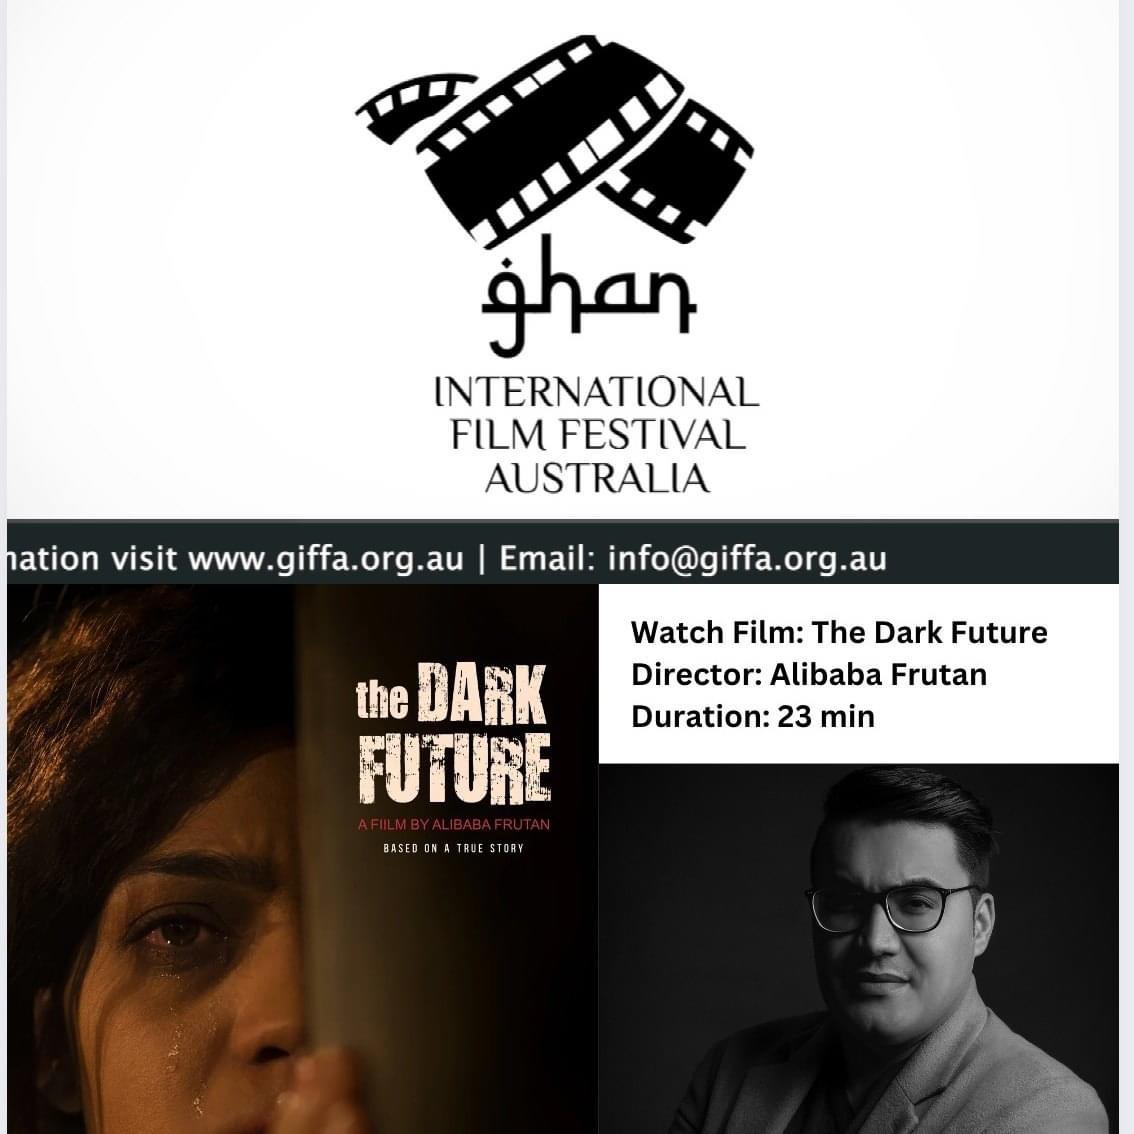 ghan
INTERNATIONAL
FILM FESTIVAL
AUSTRALIA
visit www.giffa.org.au | Email: info@giffa.org.au
the DARK
FUTURE
A FIILM BY ALIBABA FRUTAN
BASED ON A TRUE STORY
Watch Film: The Dark Future
Director: Alibaba Frutan
Duration: 23 min